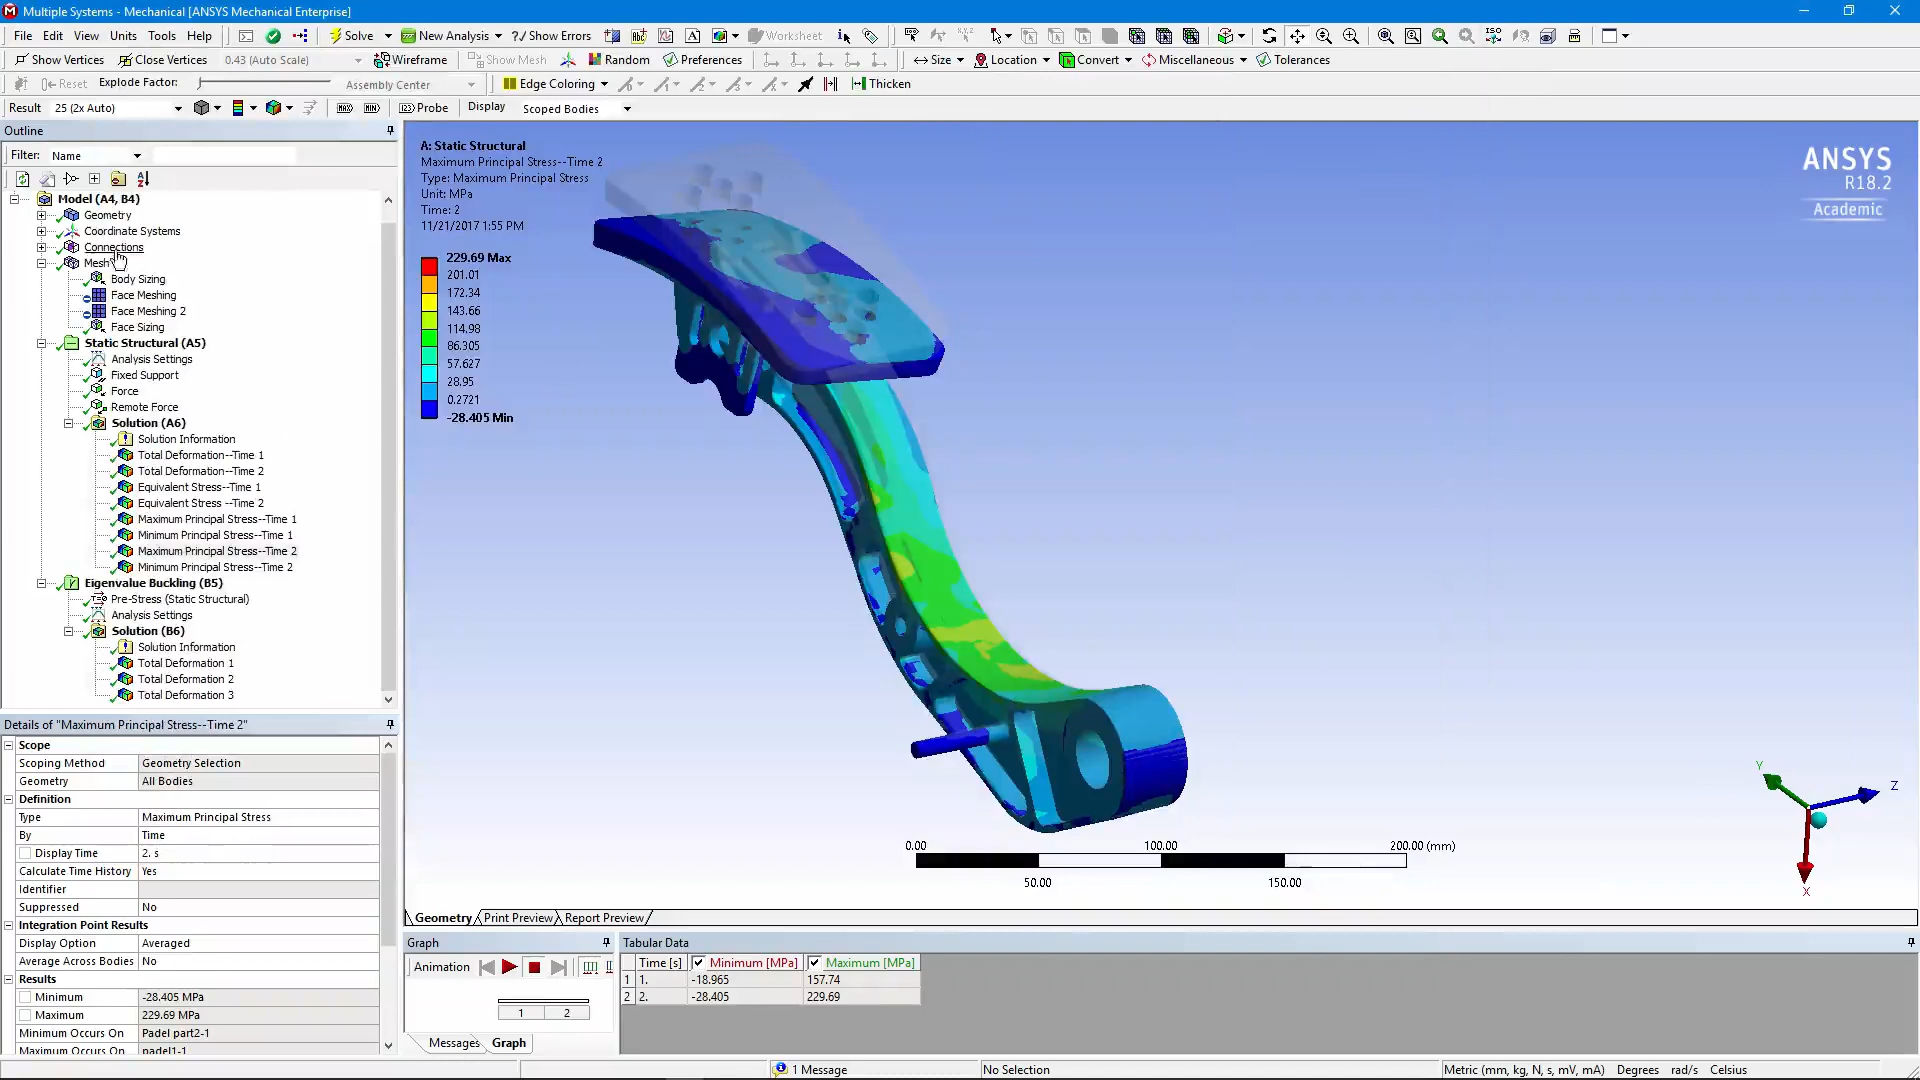 Multiple Systems - Mechanical [ANSYS Mechanical Enterprise]
File Edit View Units Tools Help Solve New Analysis Show Errors Worksheet
Show Vertices Close Vertices 0.43 (Auto Scale) Wireframe Show Mesh Random Preferences Size Location Convert Miscellaneous Tolerances
Reset Explode Factor: Assembly Center Edge Coloring Thicken
Result 25 (2x Auto) MAX MIN Probe Display Scoped Bodies
Outline
Filter: Name
Model (A4, B4)
Geometry
Coordinate Systems
Connections
Mesh
Body Sizing
Face Meshing
Face Meshing 2
Face Sizing
Static Structural (A5)
Analysis Settings
Fixed Support
Force
Remote Force
Solution (A6)
Solution Information
Total Deformation--Time 1
Total Deformation--Time 2
Equivalent Stress--Time 1
Equivalent Stress --Time 2
Maximum Principal Stress--Time 1
Minimum Principal Stress--Time 1
Maximum Principal Stress--Time 2
Minimum Principal Stress--Time 2
Eigenvalue Buckling (B5)
Pre-Stress (Static Structural)
Analysis Settings
Solution (B6)
Solution Information
Total Deformation 1
Total Deformation 2
Total Deformation 3
Details of "Maximum Principal Stress--Time 2"
Scope
Scoping Method Geometry Selection
Geometry All Bodies
Definition
Type Maximum Principal Stress
By Time
Display Time 2. s
Calculate Time History Yes
Identifier
Suppressed No
Integration Point Results
Display Option Averaged
Average Across Bodies No
Results
Minimum -28.405 MPa
Maximum 229.69 MPa
Minimum Occurs On Padel part2-1
Maximum Occurs On padel1-1
A: Static Structural
Maximum Principal Stress--Time 2
Type: Maximum Principal Stress
Unit: MPa
Time: 2
11/21/2017 1:55 PM
229.69 Max
201.01
172.34
143.66
114.98
86.305
57.627
28.95
0.2721
-28.405 Min
ANSYS
R18.2
Academic
Y
Z
X
0.00 100.00 200.00 (mm)
50.00 150.00
Geometry Print Preview Report Preview
Graph
Animation
1 2
Messages Graph
Tabular Data
Time [s] Minimum [MPa] Maximum [MPa]
1 1. -18.965 157.74
2 2. -28.405 229.69
1 Message No Selection Metric (mm, kg, N, s, mV, mA) Degrees rad/s Celsius